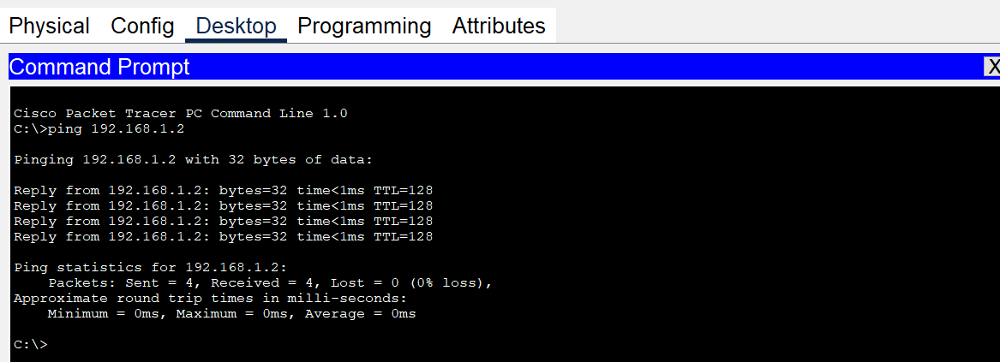 Physical Config Desktop Programming Attributes
Command Prompt
X
Cisco Packet Tracer PC Command Line 1.0
C:\>ping 192.168.1.2
Pinging 192.168.1.2 with 32 bytes of data:
Reply from 192.168.1.2: bytes=32 time<1ms TTL=128
Reply from 192.168.1.2: bytes=32 time<1ms TTL=128
Reply from 192.168.1.2: bytes=32 time<1ms TTL=128
Reply from 192.168.1.2: bytes=32 time<1ms TTL=128
Ping statistics for 192.168.1.2:
    Packets: Sent = 4, Received = 4, Lost = 0 (0% loss),
Approximate round trip times in milli-seconds:
    Minimum = 0ms, Maximum = 0ms, Average = 0ms
C:\>